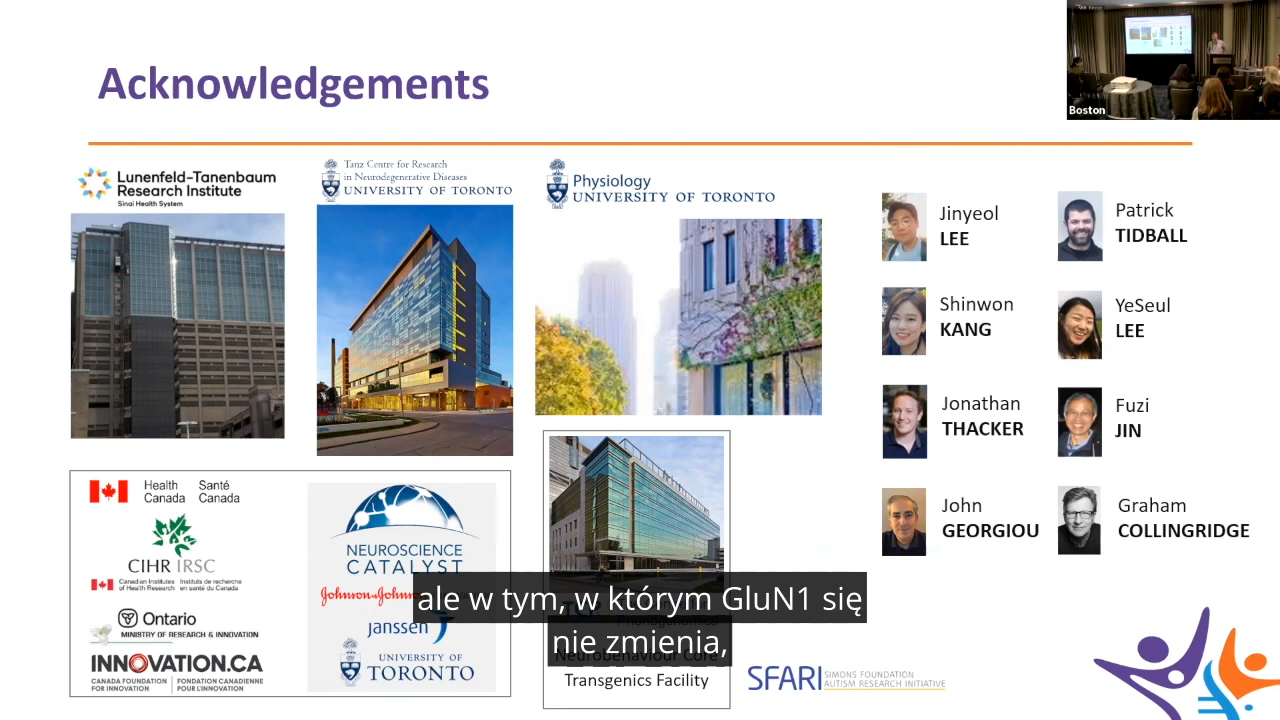 Acknowledgements
Boston
Lunenfeld-Tanenbaum
Research Institute
Sinai Health System
Tanz Centre for Research
in Neurodegenerative Diseases
UNIVERSITY OF TORONTO
Physiology
UNIVERSITY OF TORONTO
Jinyeol
LEE
Patrick
TIDBALL
Shinwon
KANG
YeSeul
LEE
Jonathan
THACKER
Fuzi
JIN
John
GEORGIOU
Graham
COLLINGRIDGE
Health Santé
Canada Canada
CIHR IRSC
Canadian Institutes Instituts de recherche
of Health Research en santé du Canada
Ontario
MINISTRY OF RESEARCH & INNOVATION
INNOVATION.CA
CANADA FOUNDATION FONDATION CANADIENNE
FOR INNOVATION POUR L'INNOVATION
NEUROSCIENCE
CATALYST
Johnson
janssen
UNIVERSITY OF
TORONTO
ale w tym, w którym GluN1 się
nie zmienia,
Neurobehaviour Core
Transgenics Facility
SFARI SIMONS FOUNDATION
AUTISM RESEARCH INITIATIVE